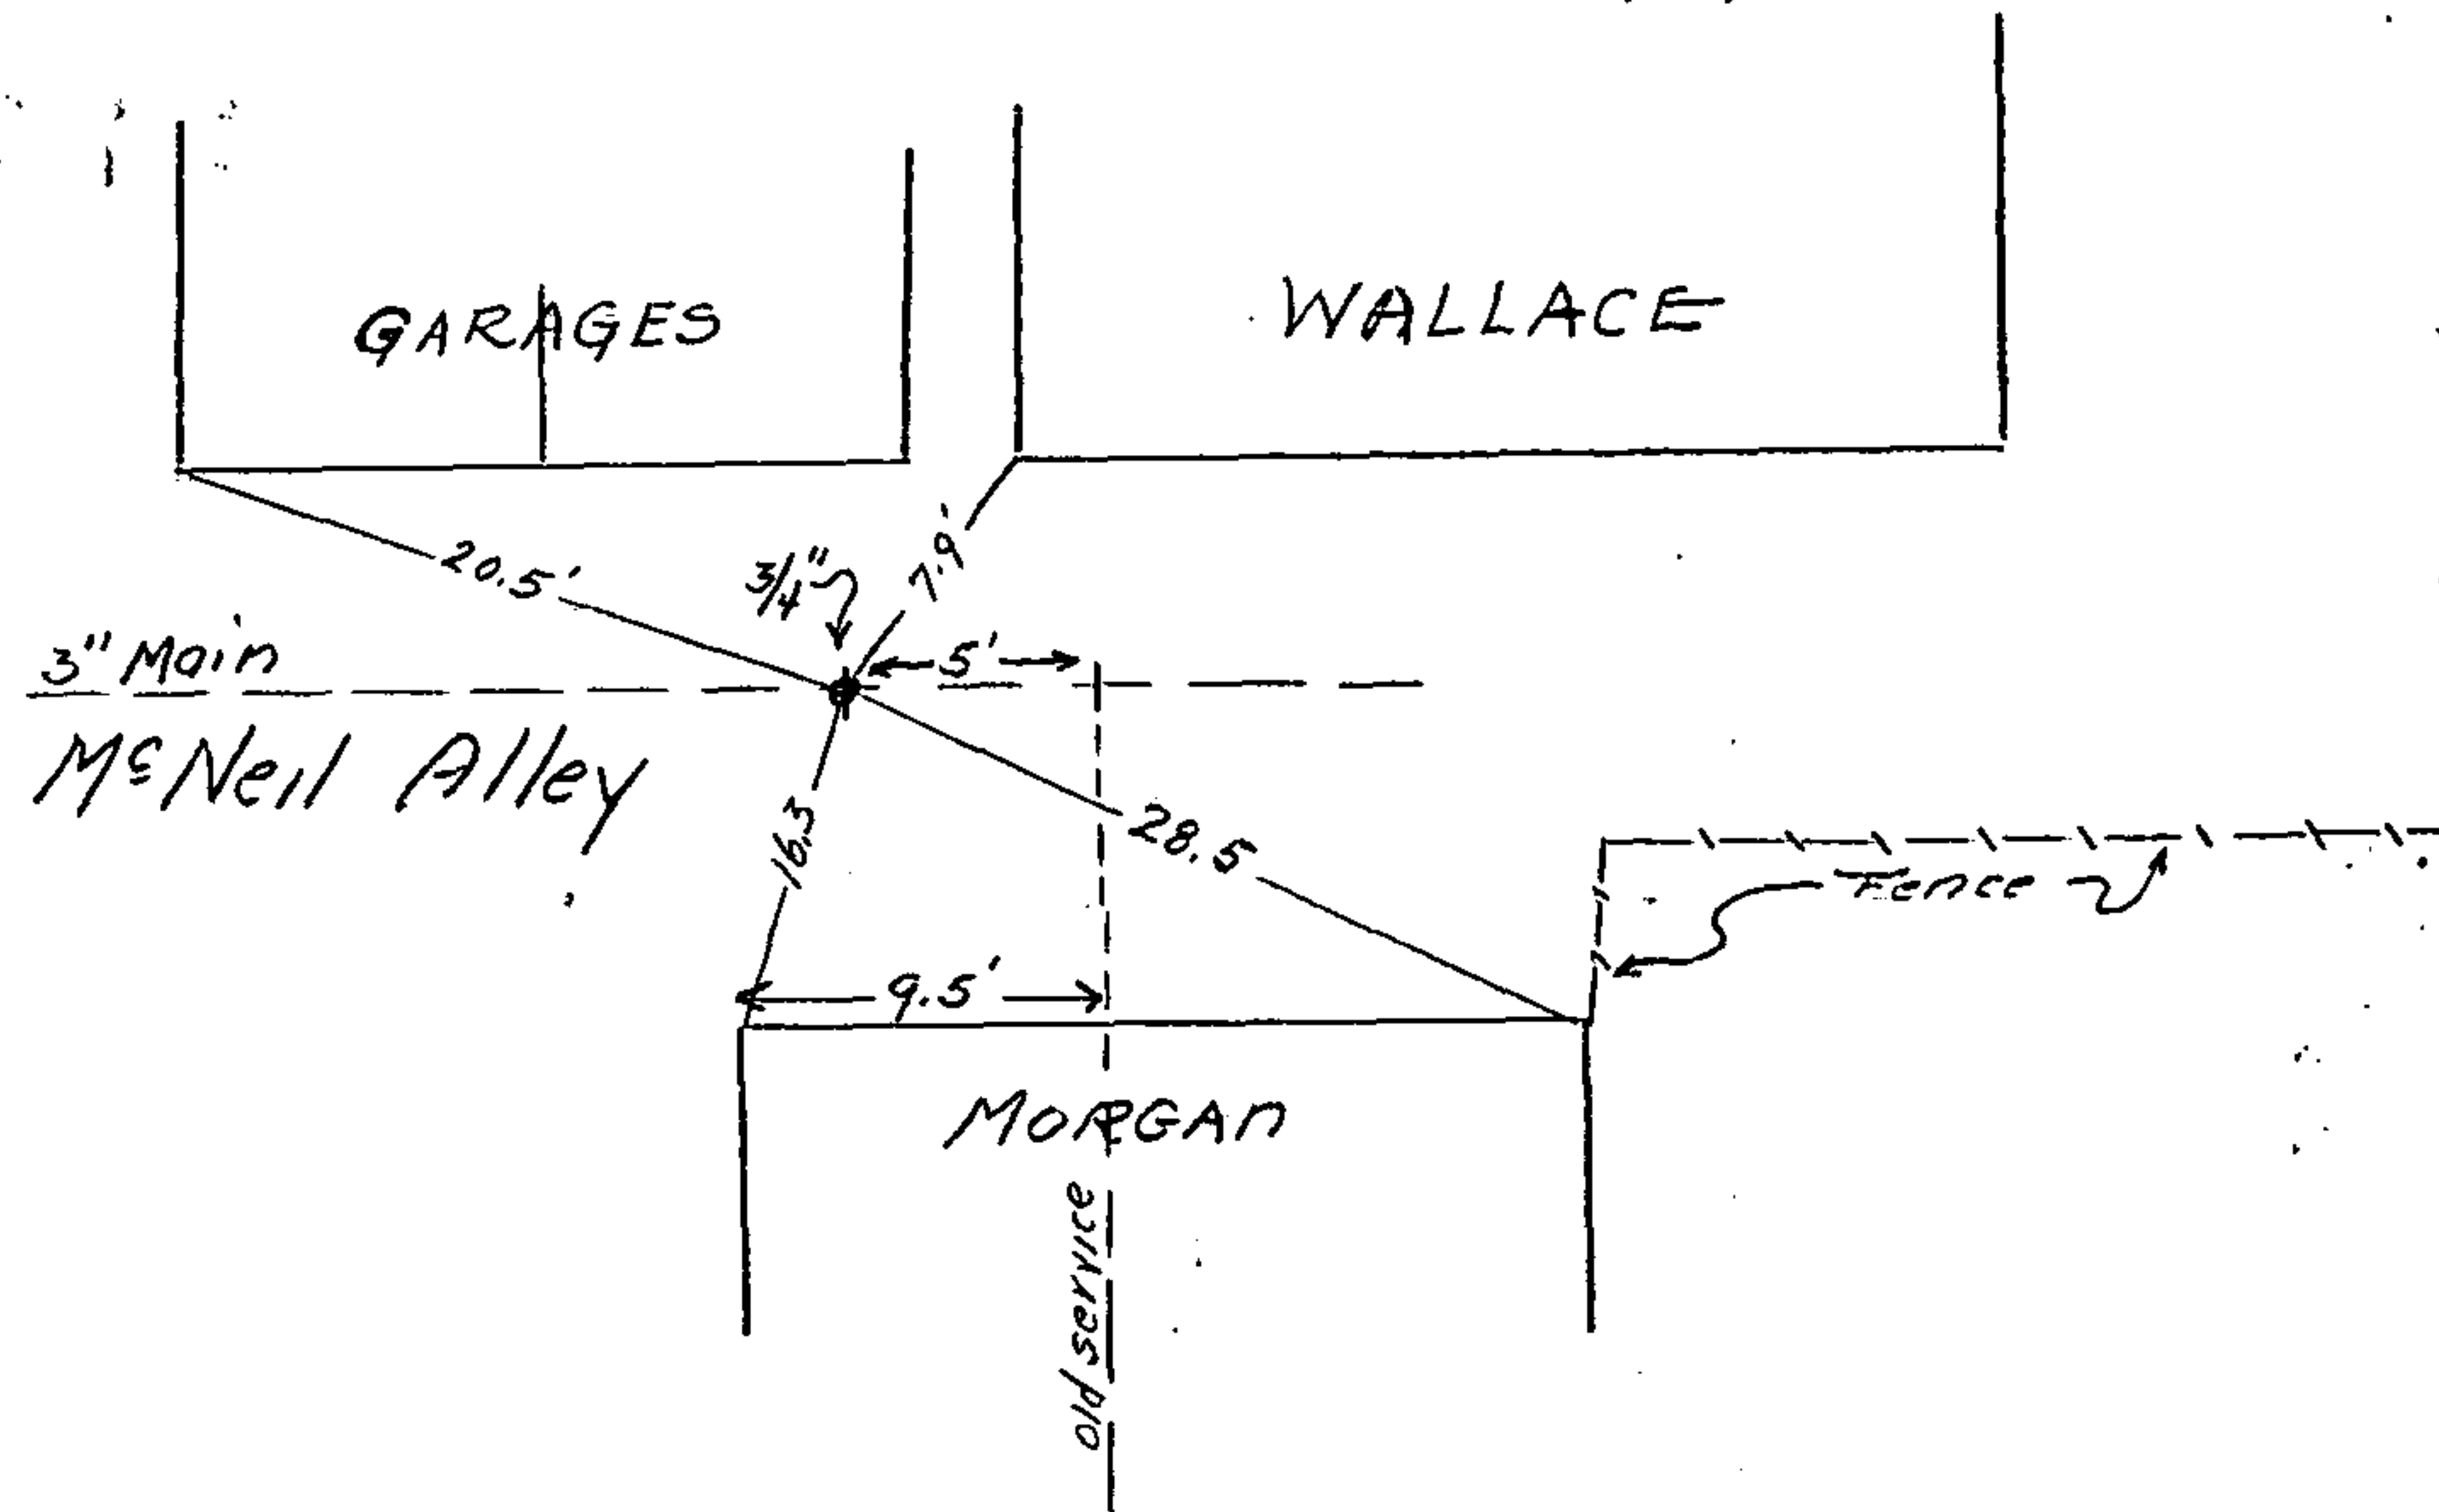 GARAGES
WALLACE
20.5'
3/4"
7.9'
3" Main
5'
McNeil Alley
16.3
28.5
Fence
9.5'
MORGAN
old service